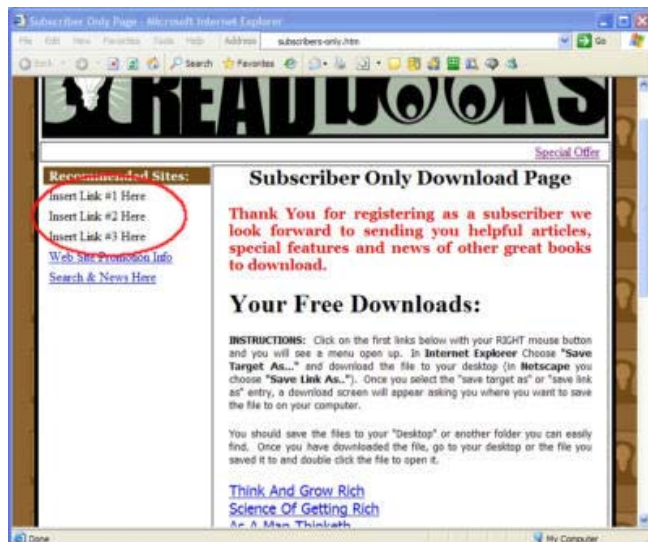 Subscriber Only Page - Microsoft Internet Explorer
File Edit View Favorites Tools Help Address subscribers-only.htm Go
Back Search Favorites
READ BOOKS
Special Offer
Recommended Sites:
Insert Link #1 Here
Insert Link #2 Here
Insert Link #3 Here
Web Site Promotion Info
Search & News Here
Subscriber Only Download Page
Thank You for registering as a subscriber we
look forward to sending you helpful articles,
special features and news of other great books
to download.
Your Free Downloads:
INSTRUCTIONS: Click on the first links below with your RIGHT mouse button
and you will see a menu open up. In Internet Explorer Choose "Save
Target As..." and download the file to your desktop (in Netscape you
choose "Save Link As.."). Once you select the "save target as" or "save link
as" entry, a download screen will appear asking you where you want to save
the file to on your computer.
You should save the files to your "Desktop" or another folder you can easily
find. Once you have downloaded the file, go to your desktop or the file you
saved it to and double click the file to open it.
Think And Grow Rich
Science Of Getting Rich
As A Man Thinketh
Done
My Computer